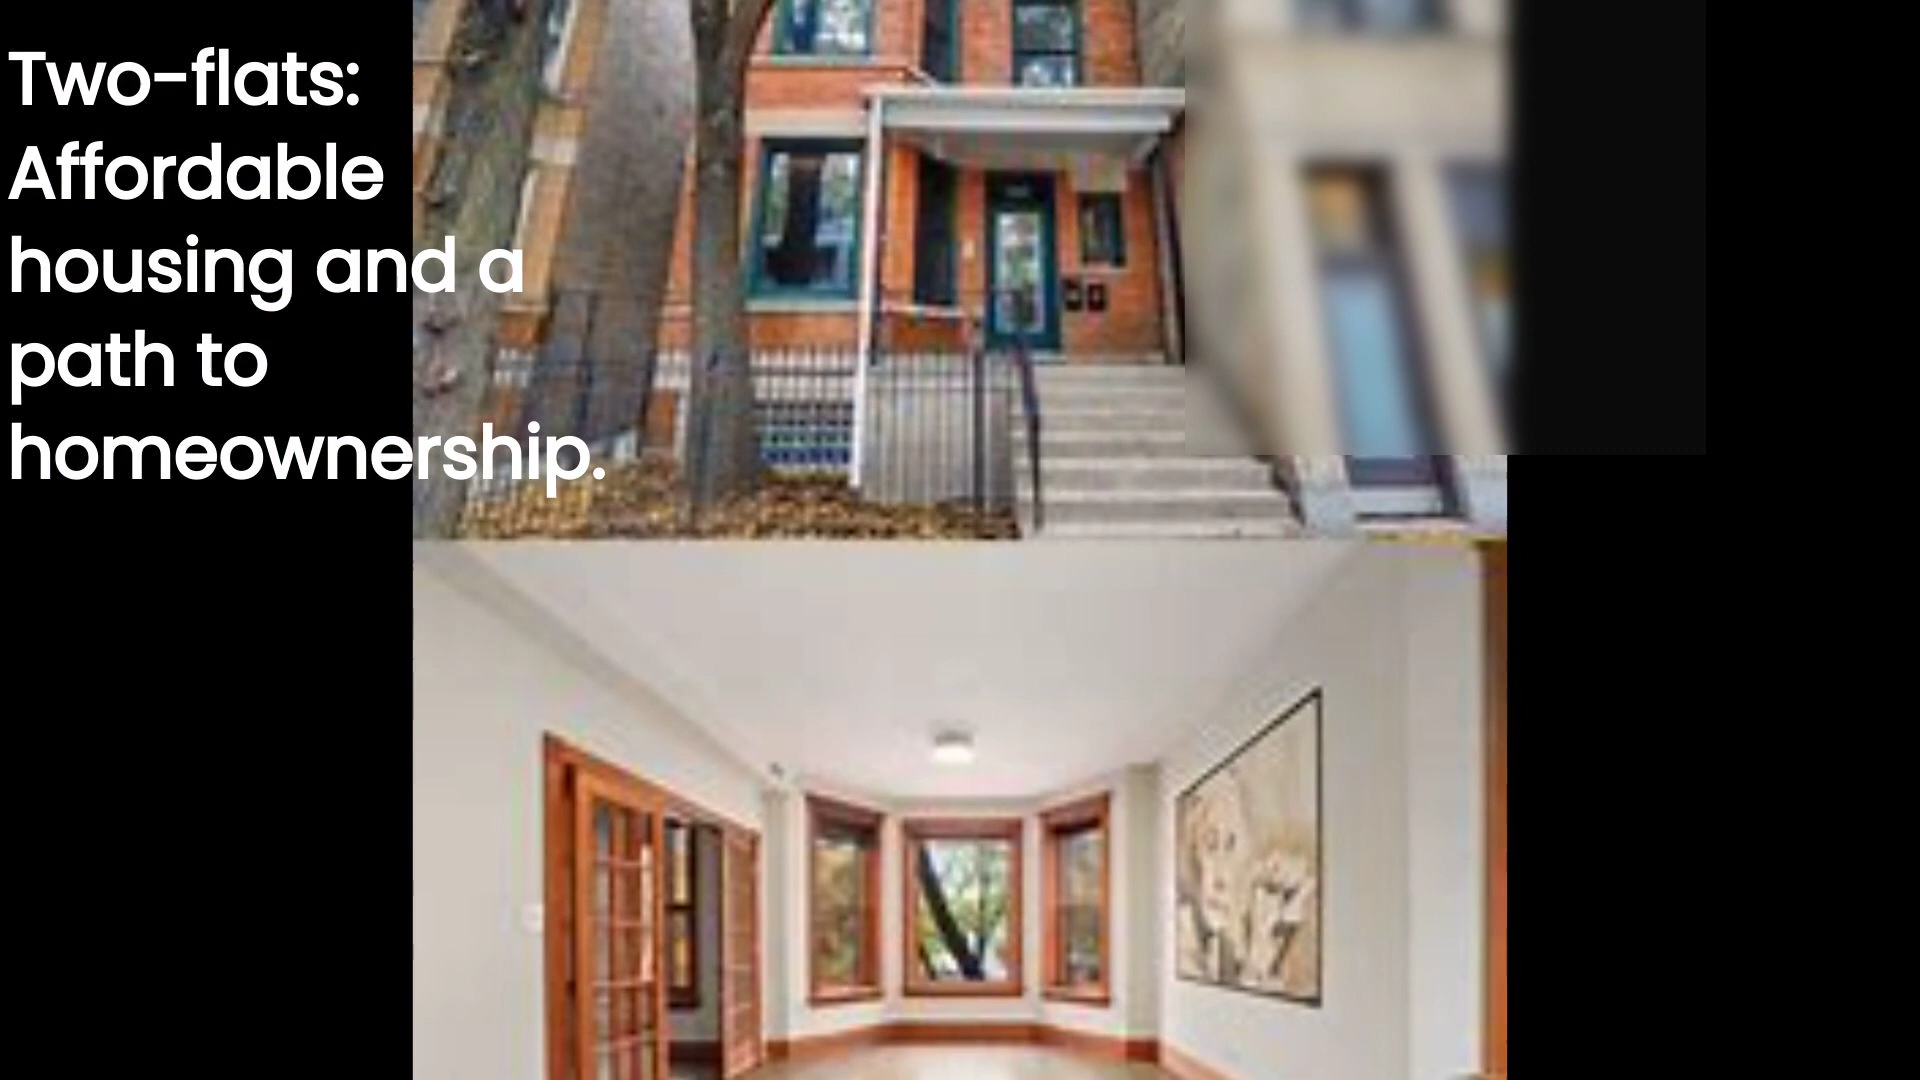 Two-flats:
Affordable
housing and a
path to
homeownership.